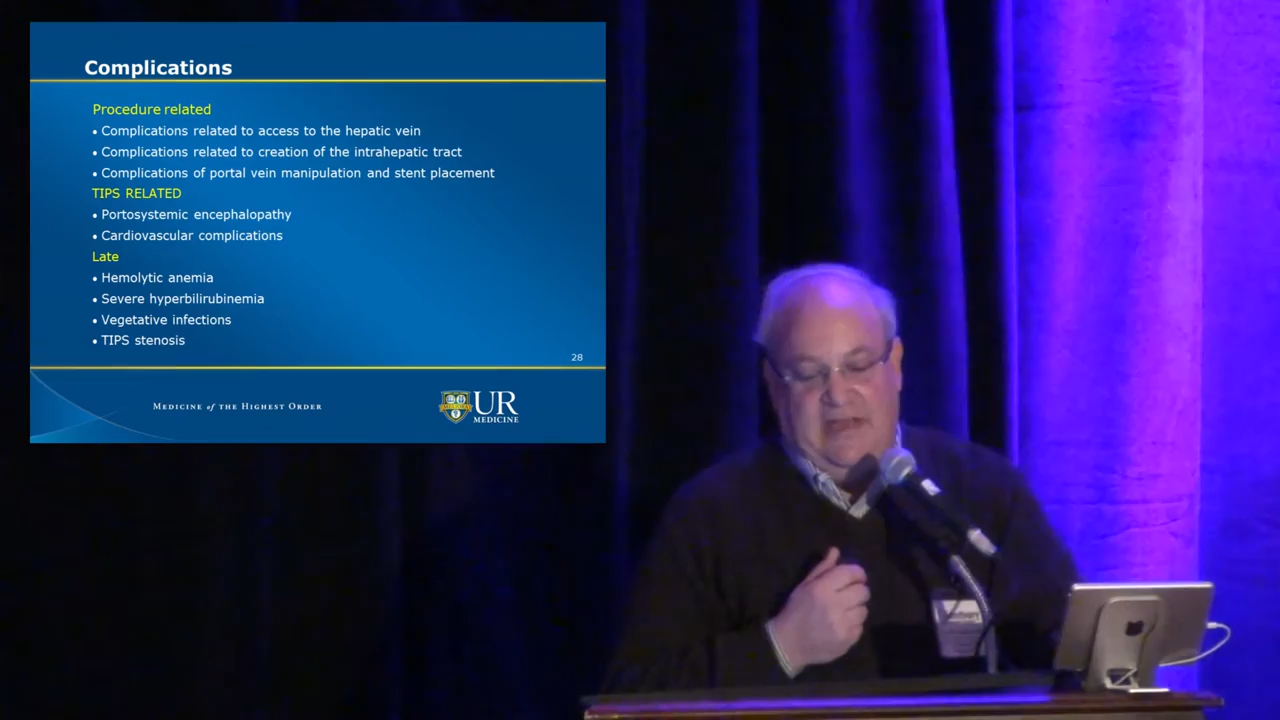 Complications
Procedure related
• Complications related to access to the hepatic vein
• Complications related to creation of the intrahepatic tract
• Complications of portal vein manipulation and stent placement
TIPS RELATED
• Portosystemic encephalopathy
• Cardiovascular complications
Late
• Hemolytic anemia
• Severe hyperbilirubinemia
• Vegetative infections
• TIPS stenosis
28
MEDICINE of THE HIGHEST ORDER
MELIORA
UR
MEDICINE